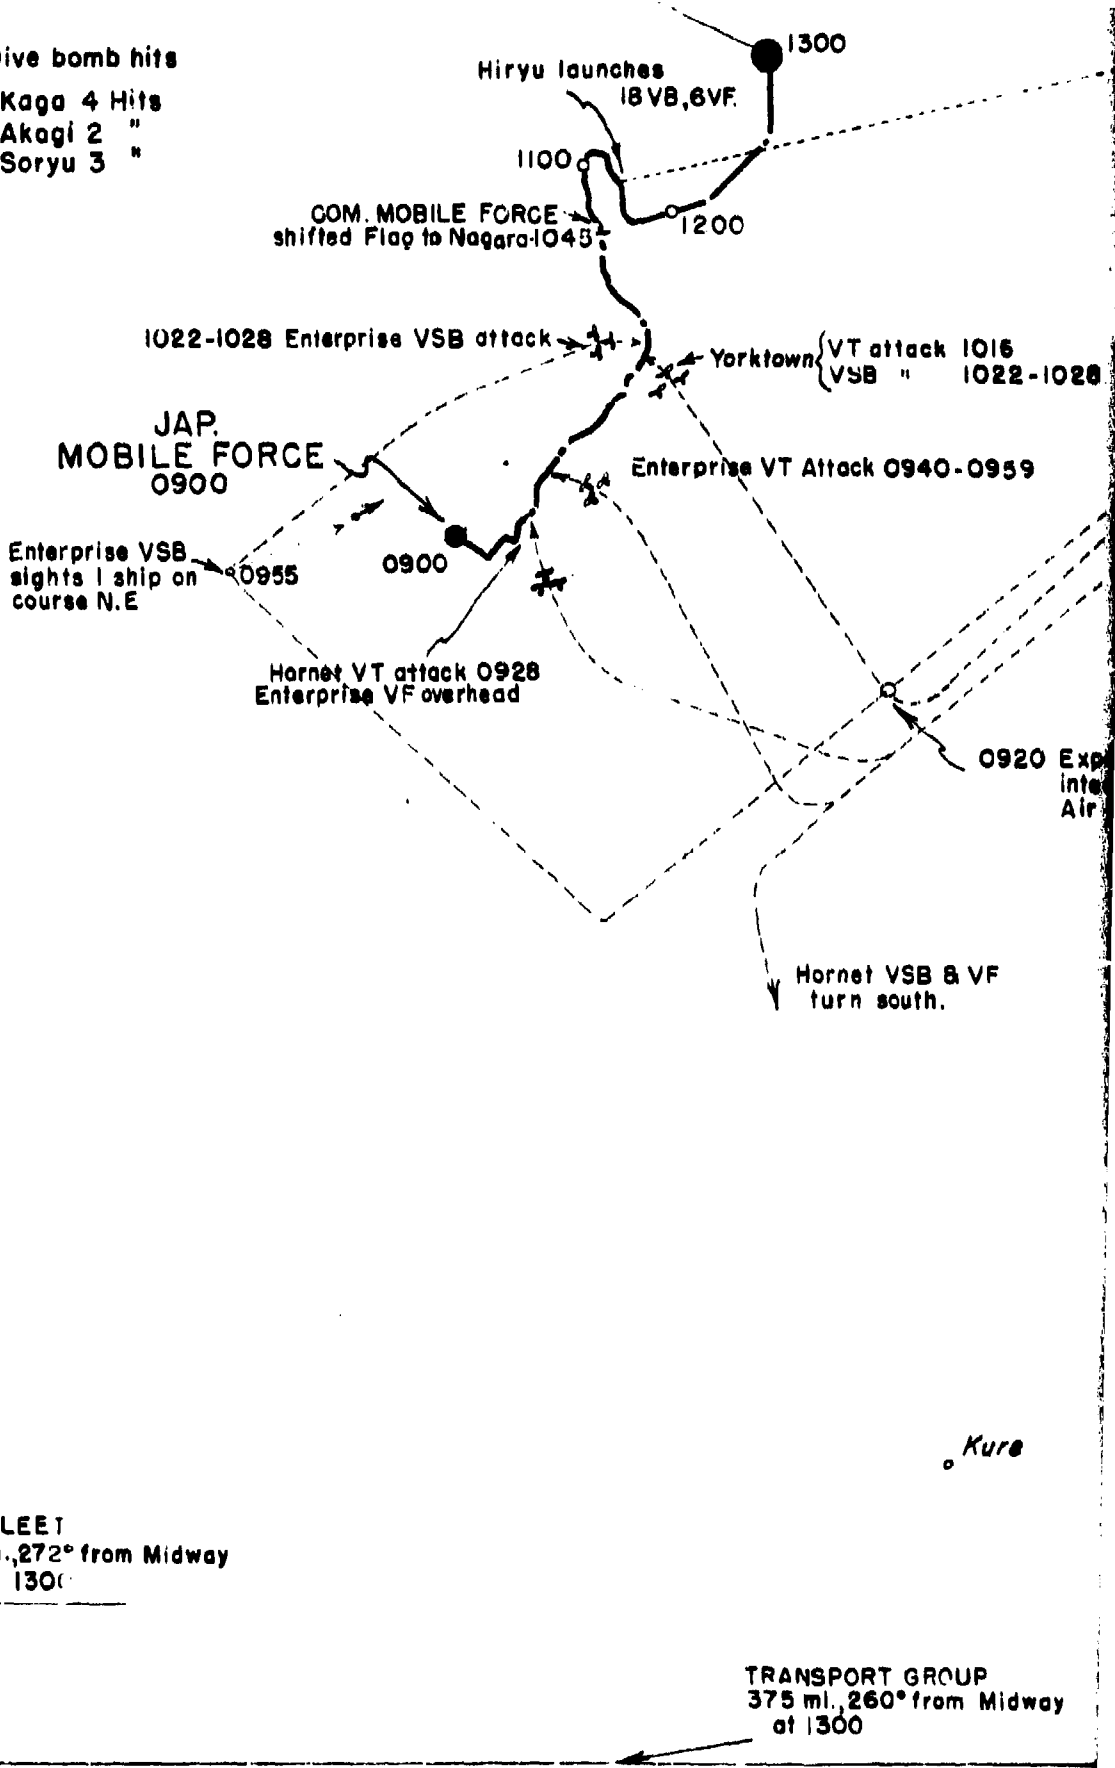 ive bomb hits
Kaga 4 Hits
Akagi 2 "
Soryu 3 "
1300
Hiryu launches
18 VB, 6VF.
1100
COM. MOBILE FORCE
shifted Flag to Nagara-1045
1200
1022-1028 Enterprise VSB attack
Yorktown { VT attack 1016
VSB " 1022-1028
JAP.
MOBILE FORCE
0900
Enterprise VT Attack 0940-0959
Enterprise VSB
sights 1 ship on
course N.E
0955
0900
Hornet VT attack 0928
Enterprise VF overhead
0920 Exp
inte
Air
Hornet VSB & VF
turn south.
Kure
LEET
., 272° from Midway
1300
TRANSPORT GROUP
375 mi., 260° from Midway
at 1300